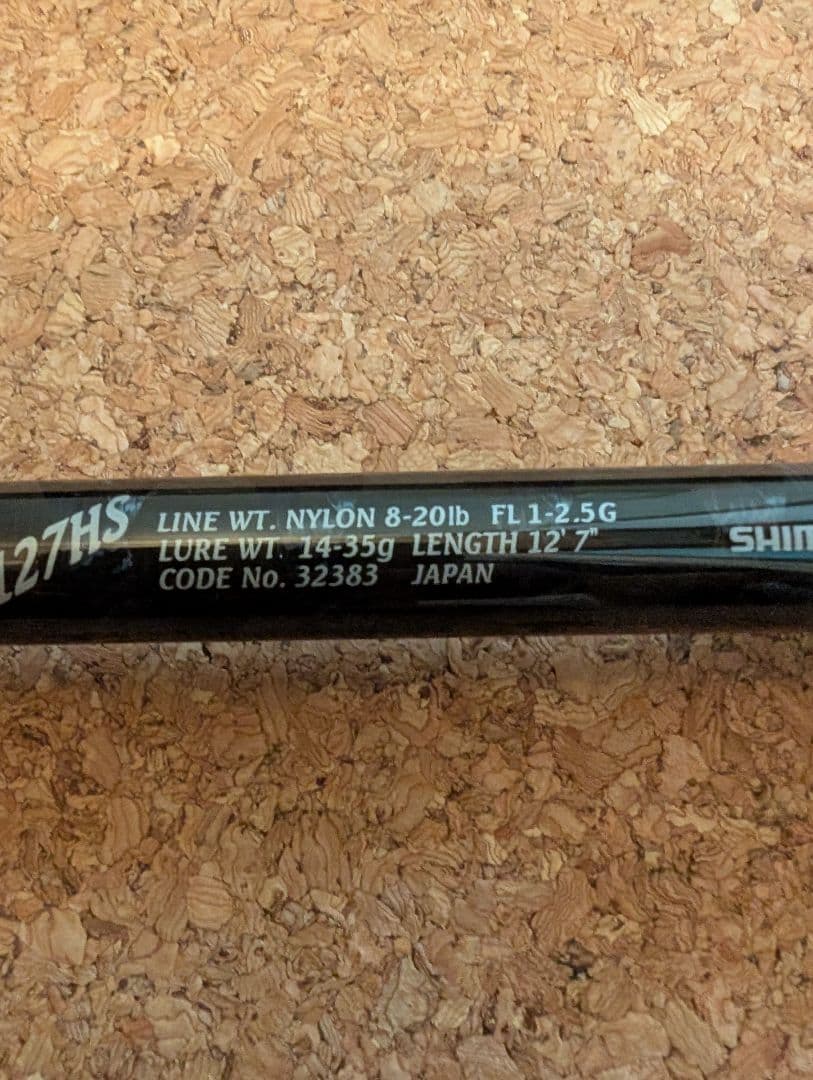 127HS
LINE WT. NYLON 8-20lb FL 1-2.5G
LURE WT. 14-35g LENGTH 12' 7"
CODE No. 32383 JAPAN
SHIM